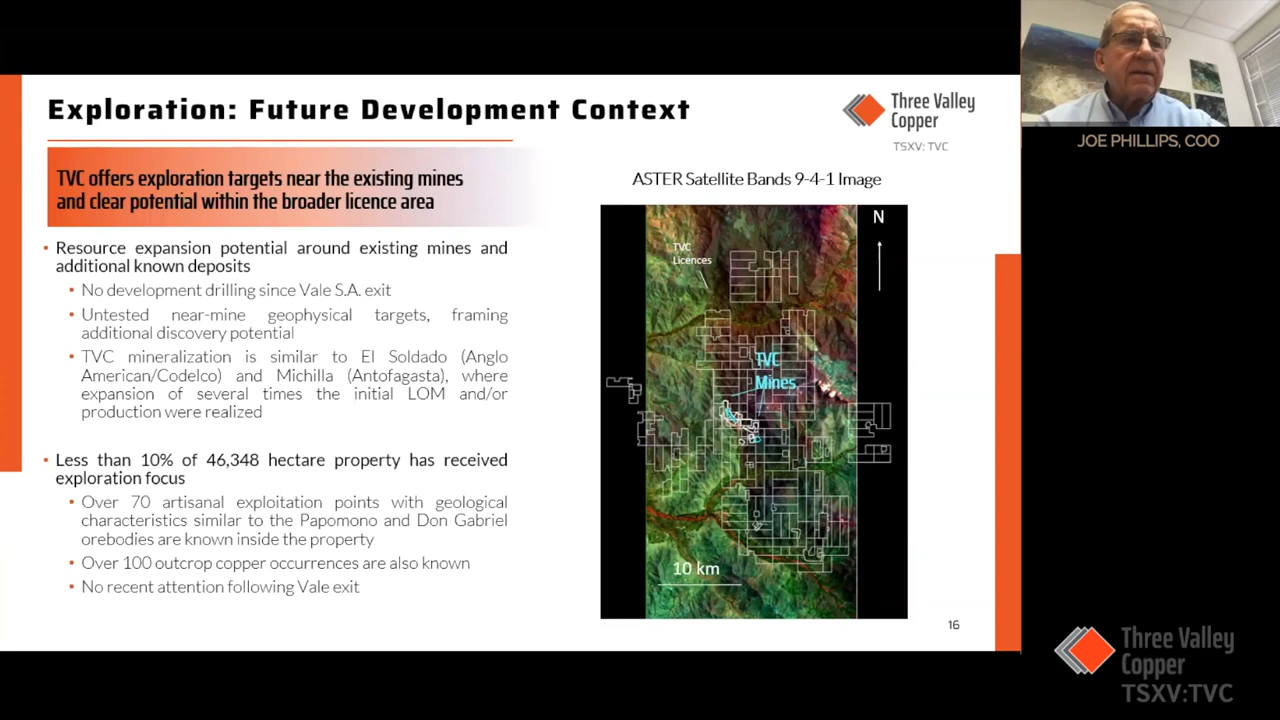 Exploration: Future Development Context
Three Valley
Copper
TSXV: TVC
TVC offers exploration targets near the existing mines
and clear potential within the broader licence area
• Resource expansion potential around existing mines and
additional known deposits
• No development drilling since Vale S.A. exit
• Untested near-mine geophysical targets, framing
additional discovery potential
• TVC mineralization is similar to El Soldado (Anglo
American/Codelco) and Michilla (Antofagasta), where
expansion of several times the initial LOM and/or
production were realized
• Less than 10% of 46,348 hectare property has received
exploration focus
• Over 70 artisanal exploitation points with geological
characteristics similar to the Papomono and Don Gabriel
orebodies are known inside the property
• Over 100 outcrop copper occurrences are also known
• No recent attention following Vale exit
ASTER Satellite Bands 9-4-1 Image
N
TVC
Licences
TVC
Mines
10 km
16
JOE PHILLIPS, COO
Three Valley
Copper
TSXV:TVC